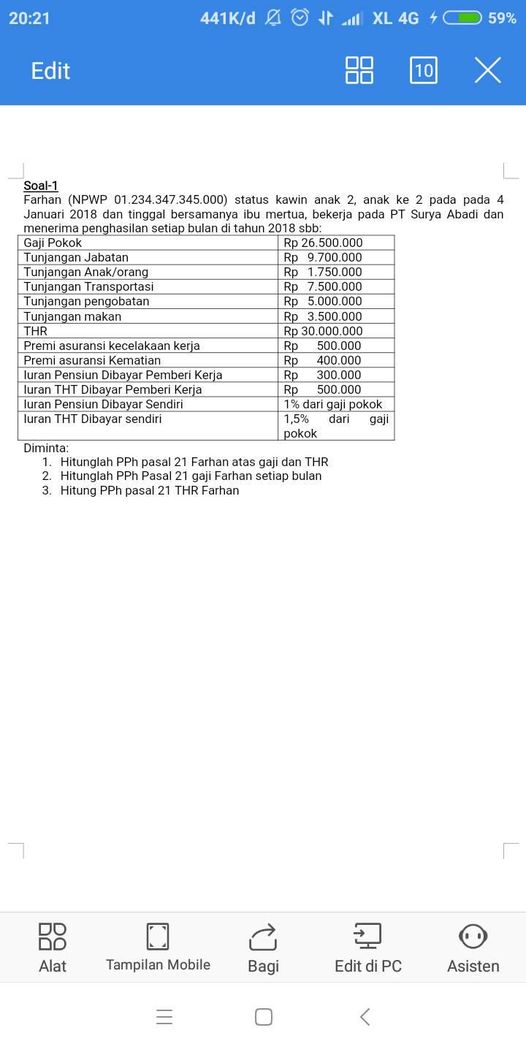 20:21
441K/d XL 4G 59%
Edit
10
Soal-1
Farhan (NPWP 01.234.347.345.000) status kawin anak 2, anak ke 2 pada pada 4
Januari 2018 dan tinggal bersamanya ibu mertua, bekerja pada PT Surya Abadi dan
menerima penghasilan setiap bulan di tahun 2018 sbb:
Gaji Pokok Rp 26.500.000
Tunjangan Jabatan Rp 9.700.000
Tunjangan Anak/orang Rp 1.750.000
Tunjangan Transportasi Rp 7.500.000
Tunjangan pengobatan Rp 5.000.000
Tunjangan makan Rp 3.500.000
THR Rp 30.000.000
Premi asuransi kecelakaan kerja Rp 500.000
Premi asuransi Kematian Rp 400.000
Iuran Pensiun Dibayar Pemberi Kerja Rp 300.000
Iuran THT Dibayar Pemberi Kerja Rp 500.000
Iuran Pensiun Dibayar Sendiri 1% dari gaji pokok
Iuran THT Dibayar sendiri 1,5% dari gaji
pokok
Diminta:
1. Hitunglah PPh pasal 21 Farhan atas gaji dan THR
2. Hitunglah PPh Pasal 21 gaji Farhan setiap bulan
3. Hitung PPh pasal 21 THR Farhan
Alat Tampilan Mobile Bagi Edit di PC Asisten